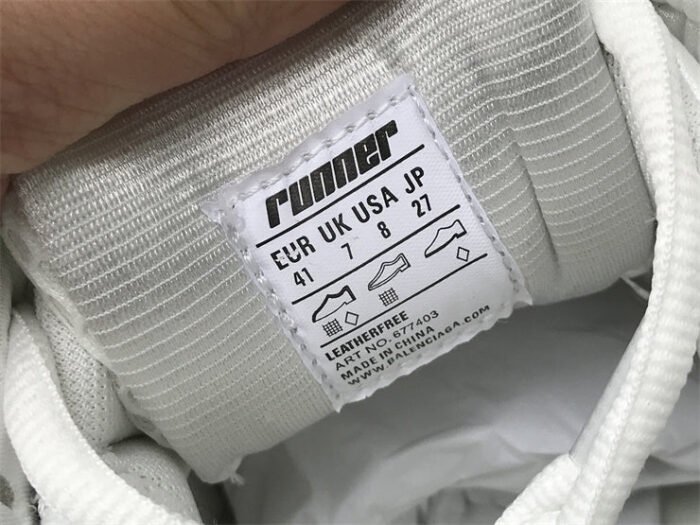 runner
EUR UK USA JP
41 7 8 27
LEATHERFREE
ART NO. 677403
MADE IN CHINA
WWW.BALENCIAGA.COM